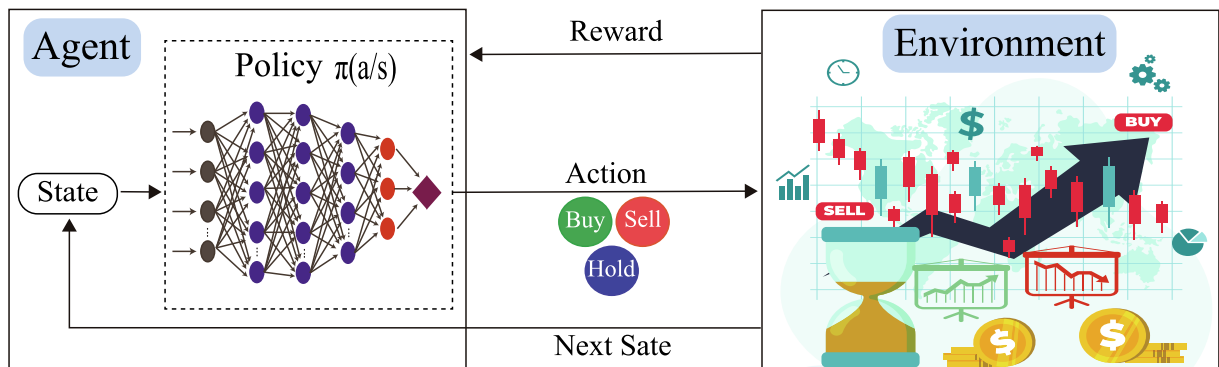 Agent
Policy π(a/s)
State
Reward
Action
Buy
Sell
Hold
Next Sate
Environment
$
BUY
SELL
$
$